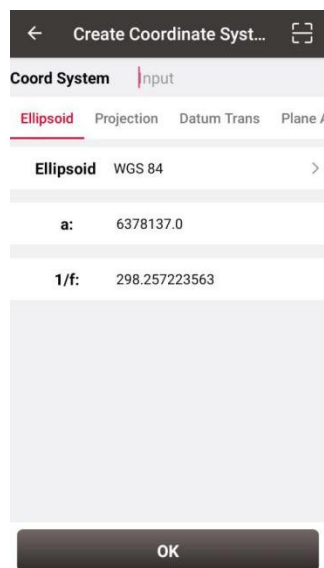 Create Coordinate Syst...
Coord System Input
Ellipsoid Projection Datum Trans Plane
Ellipsoid WGS 84
a: 6378137.0
1/f: 298.257223563
OK